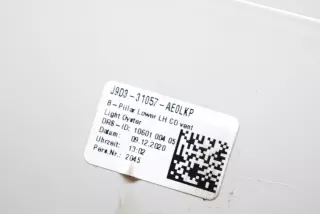 J9D3-31057-AE0LKP
B-Pillar Lower LH CD vent
Light Oyster
DRB-ID: 10601 004 05
Datum: 09.12.2020
Uhrzeit: 13:02
Pers.Nr.: 2045